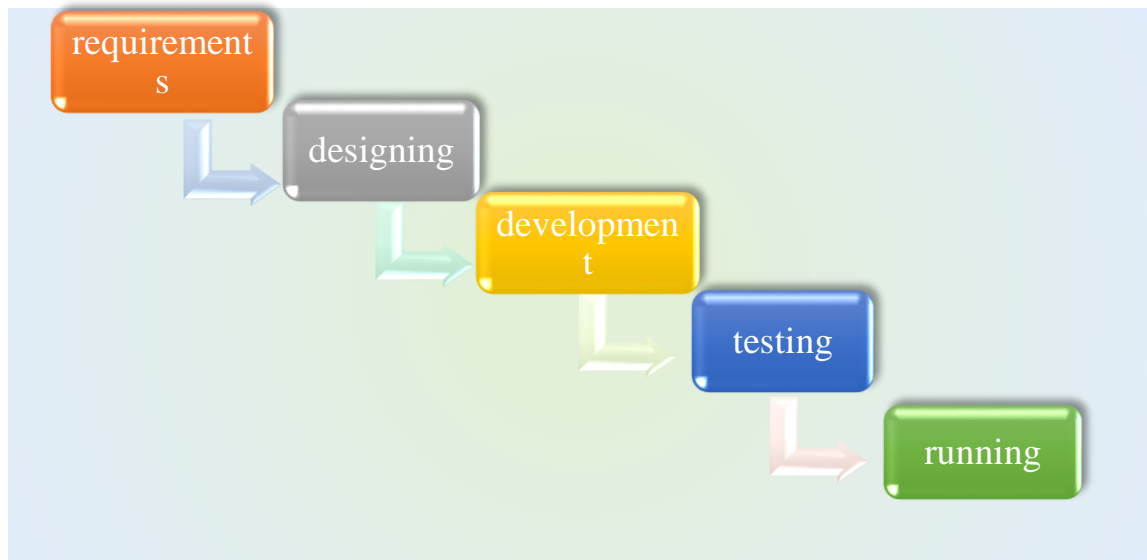 requirement
s
designing
developmen
t
testing
running